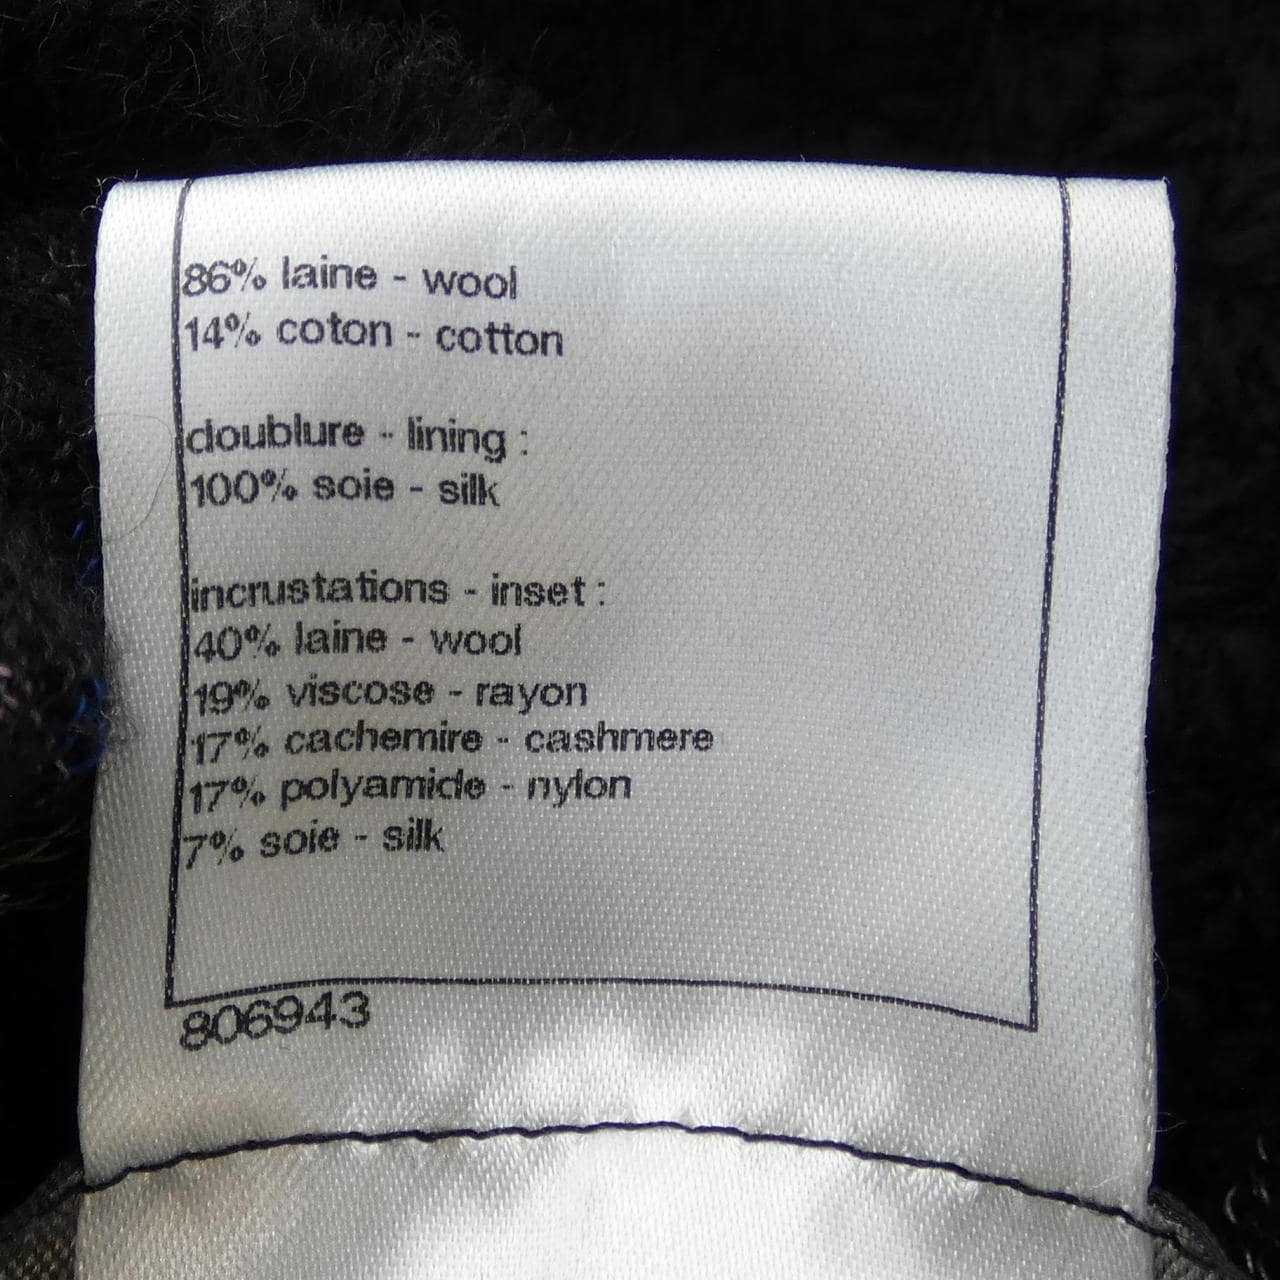 86% laine - wool
14% coton - cotton
doublure - lining :
100% soie - silk
incrustations - inset :
40% laine - wool
19% viscose - rayon
17% cachemire - cashmere
17% polyamide - nylon
7% soie - silk
806943